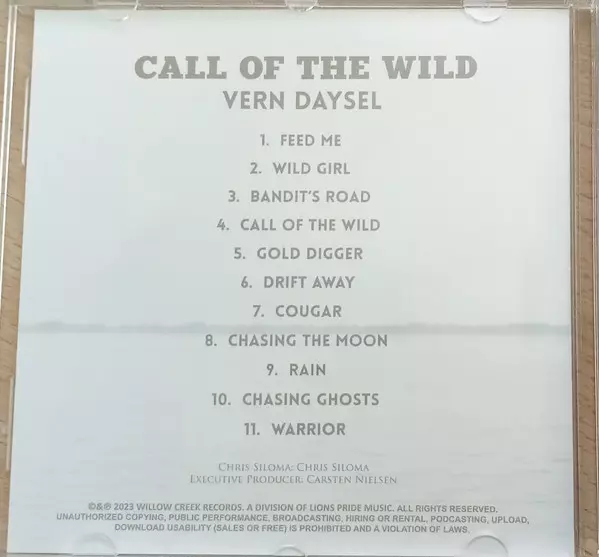 CALL OF THE WILD
VERN DAYSEL
1. FEED ME
2. WILD GIRL
3. BANDIT'S ROAD
4. CALL OF THE WILD
5. GOLD DIGGER
6. DRIFT AWAY
7. COUGAR
8. CHASING THE MOON
9. RAIN
10. CHASING GHOSTS
11. WARRIOR
CHRIS SILOMA: CHRIS SILOMA
EXECUTIVE PRODUCER: CARSTEN NIELSEN
©&℗ 2023 WILLOW CREEK RECORDS. A DIVISION OF LIONS PRIDE MUSIC. ALL RIGHTS RESERVED.
UNAUTHORIZED COPYING, PUBLIC PERFORMANCE, BROADCASTING, HIRING OR RENTAL, PODCASTING, UPLOAD,
DOWNLOAD USABILITY (SALES OR FREE) IS PROHIBITED AND A VIOLATION OF LAWS.